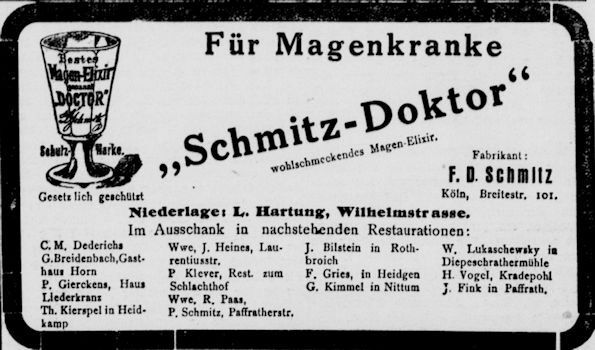 Bestes
Magen-Elixir
genannt
„DOCTOR"
Schmitz
Schutz-Marke.
Gesetzlich geschützt
Für Magenkranke
„Schmitz-Doktor“
wohlschmeckendes Magen-Elixir.
Fabrikant:
F. D. Schmitz
Köln, Breitestr. 101.
Niederlage: L. Hartung, Wilhelmstrasse.
Im Ausschank in nachstehenden Restaurationen:
C. M. Dederichs
G.Breidenbach,Gast-
haus Horn
P. Gierckens, Haus
Liederkranz
Th. Kierspel in Heid-
kamp
Wwe, J. Heines, Lau-
rentiusstr.
P Klever, Rest. zum
Schlachthof
Wwe. R. Paas,
P. Schmitz, Paffratherstr.
J. Bilstein in Roth-
broich
F. Gries, in Heidgen
G. Kimmel in Nittum
W. Lukaschewsky in
Diepeschrathermühle
H. Vogel, Kradepohl
J. Fink in Paffrath,